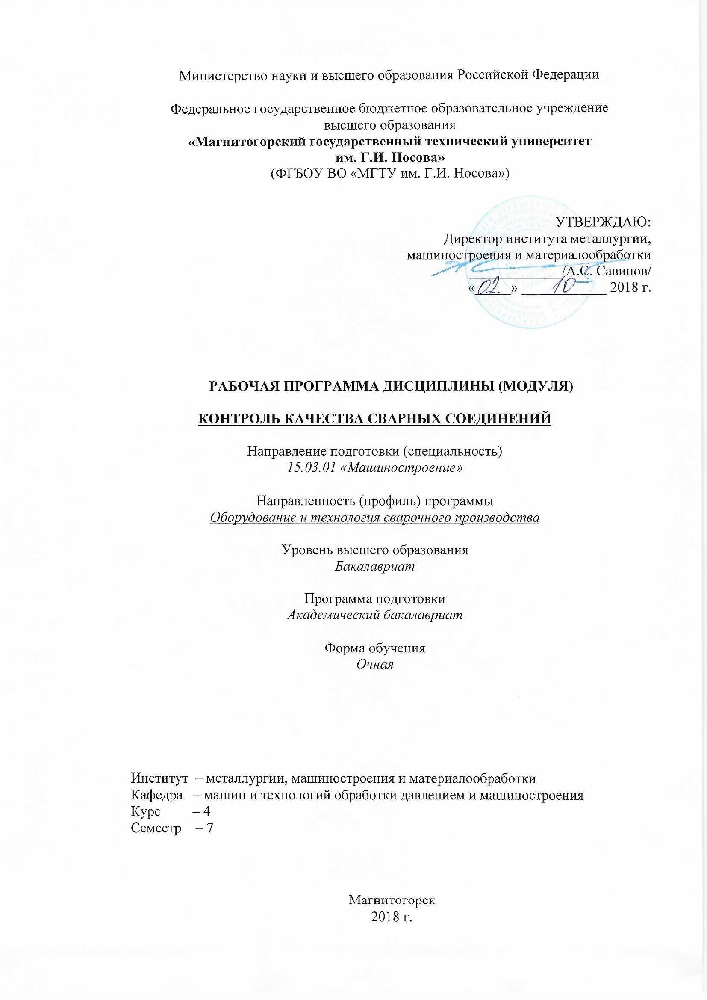 Министерство науки и высшего образования Российской Федерации
Федеральное государственное бюджетное образовательное учреждение
высшего образования
«Магнитогорский государственный технический университет
им. Г.И. Носова»
(ФГБОУ ВО «МГТУ им. Г.И. Носова»)
УТВЕРЖДАЮ:
Директор института металлургии,
машиностроения и материалообработки
/А.С. Савинов/
«02» 10 2018 г.
РАБОЧАЯ ПРОГРАММА ДИСЦИПЛИНЫ (МОДУЛЯ)
КОНТРОЛЬ КАЧЕСТВА СВАРНЫХ СОЕДИНЕНИЙ
Направление подготовки (специальность)
15.03.01 «Машиностроение»
Направленность (профиль) программы
Оборудование и технология сварочного производства
Уровень высшего образования
Бакалавриат
Программа подготовки
Академический бакалавриат
Форма обучения
Очная
Институт – металлургии, машиностроения и материалообработки
Кафедра – машин и технологий обработки давлением и машиностроения
Курс – 4
Семестр – 7
Магнитогорск
2018 г.